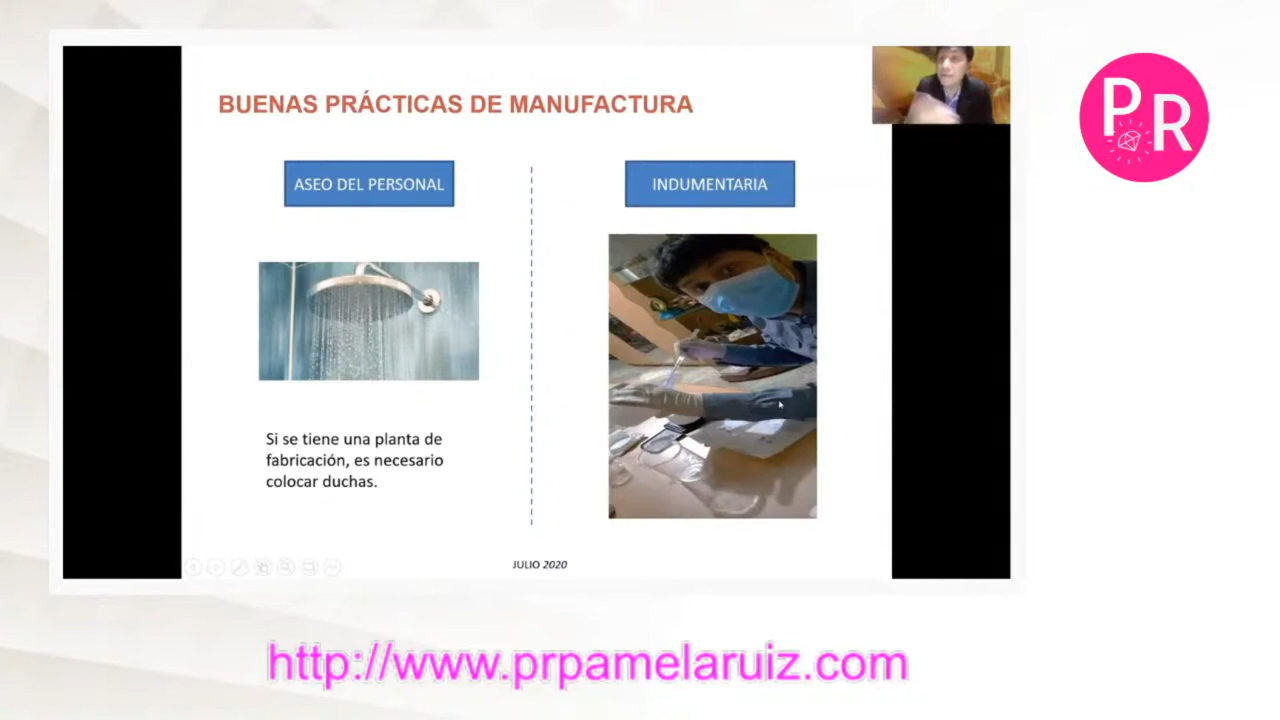 BUENAS PRÁCTICAS DE MANUFACTURA
PR
ASEO DEL PERSONAL
INDUMENTARIA
Si se tiene una planta de
fabricación, es necesario
colocar duchas.
JULIO 2020
http://www.prpamelaruiz.com